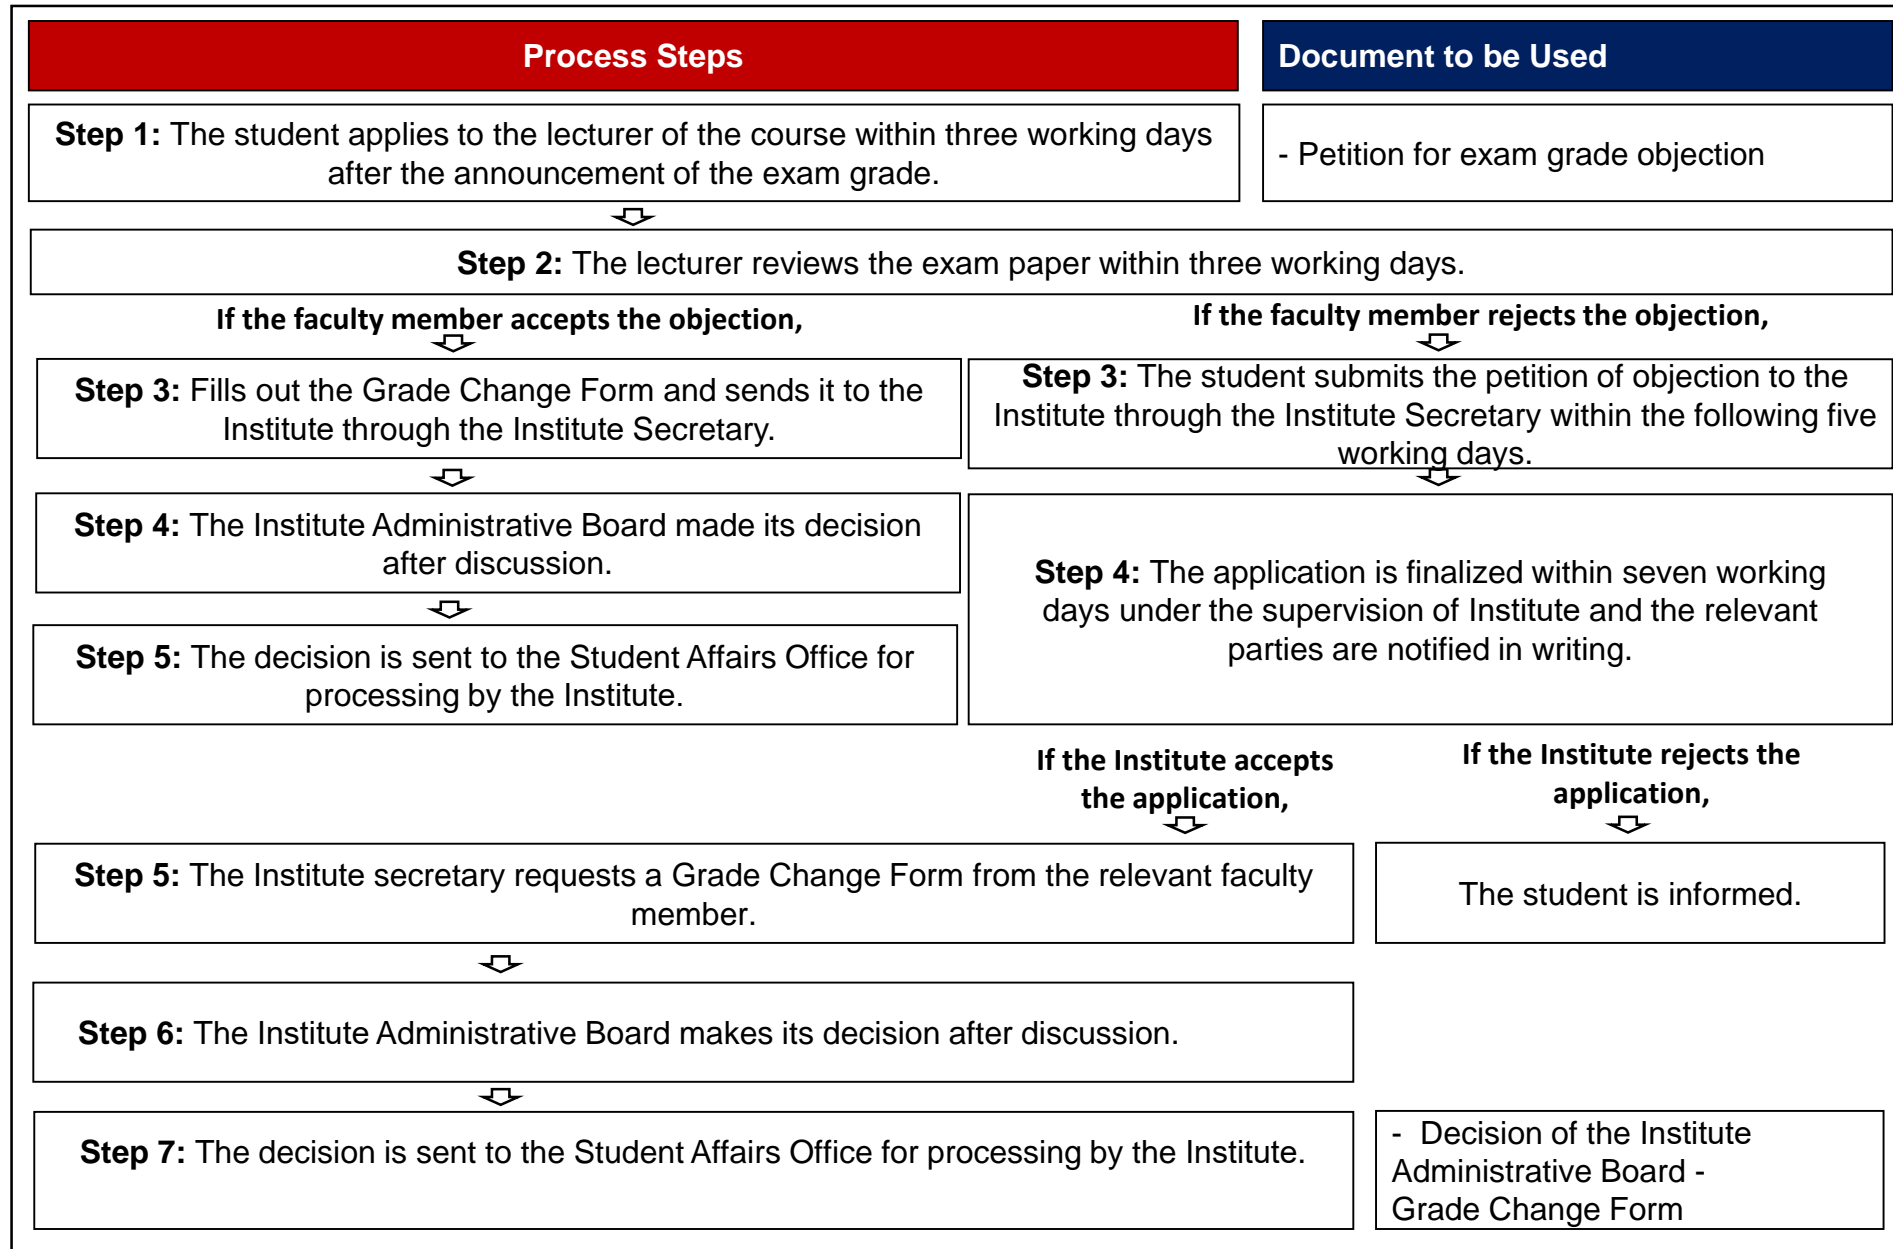 Process Steps
Document to be Used
Step 1: The student applies to the lecturer of the course within three working days
after the announcement of the exam grade.
- Petition for exam grade objection
Step 2: The lecturer reviews the exam paper within three working days.
If the faculty member accepts the objection,
If the faculty member rejects the objection,
Step 3: Fills out the Grade Change Form and sends it to the
Institute through the Institute Secretary.
Step 3: The student submits the petition of objection to the
Institute through the Institute Secretary within the following five
working days.
Step 4: The Institute Administrative Board made its decision
after discussion.
Step 4: The application is finalized within seven working
days under the supervision of Institute and the relevant
parties are notified in writing.
Step 5: The decision is sent to the Student Affairs Office for
processing by the Institute.
If the Institute accepts
the application,
If the Institute rejects the
application,
Step 5: The Institute secretary requests a Grade Change Form from the relevant faculty
member.
The student is informed.
Step 6: The Institute Administrative Board makes its decision after discussion.
Step 7: The decision is sent to the Student Affairs Office for processing by the Institute.
- Decision of the Institute
Administrative Board -
Grade Change Form